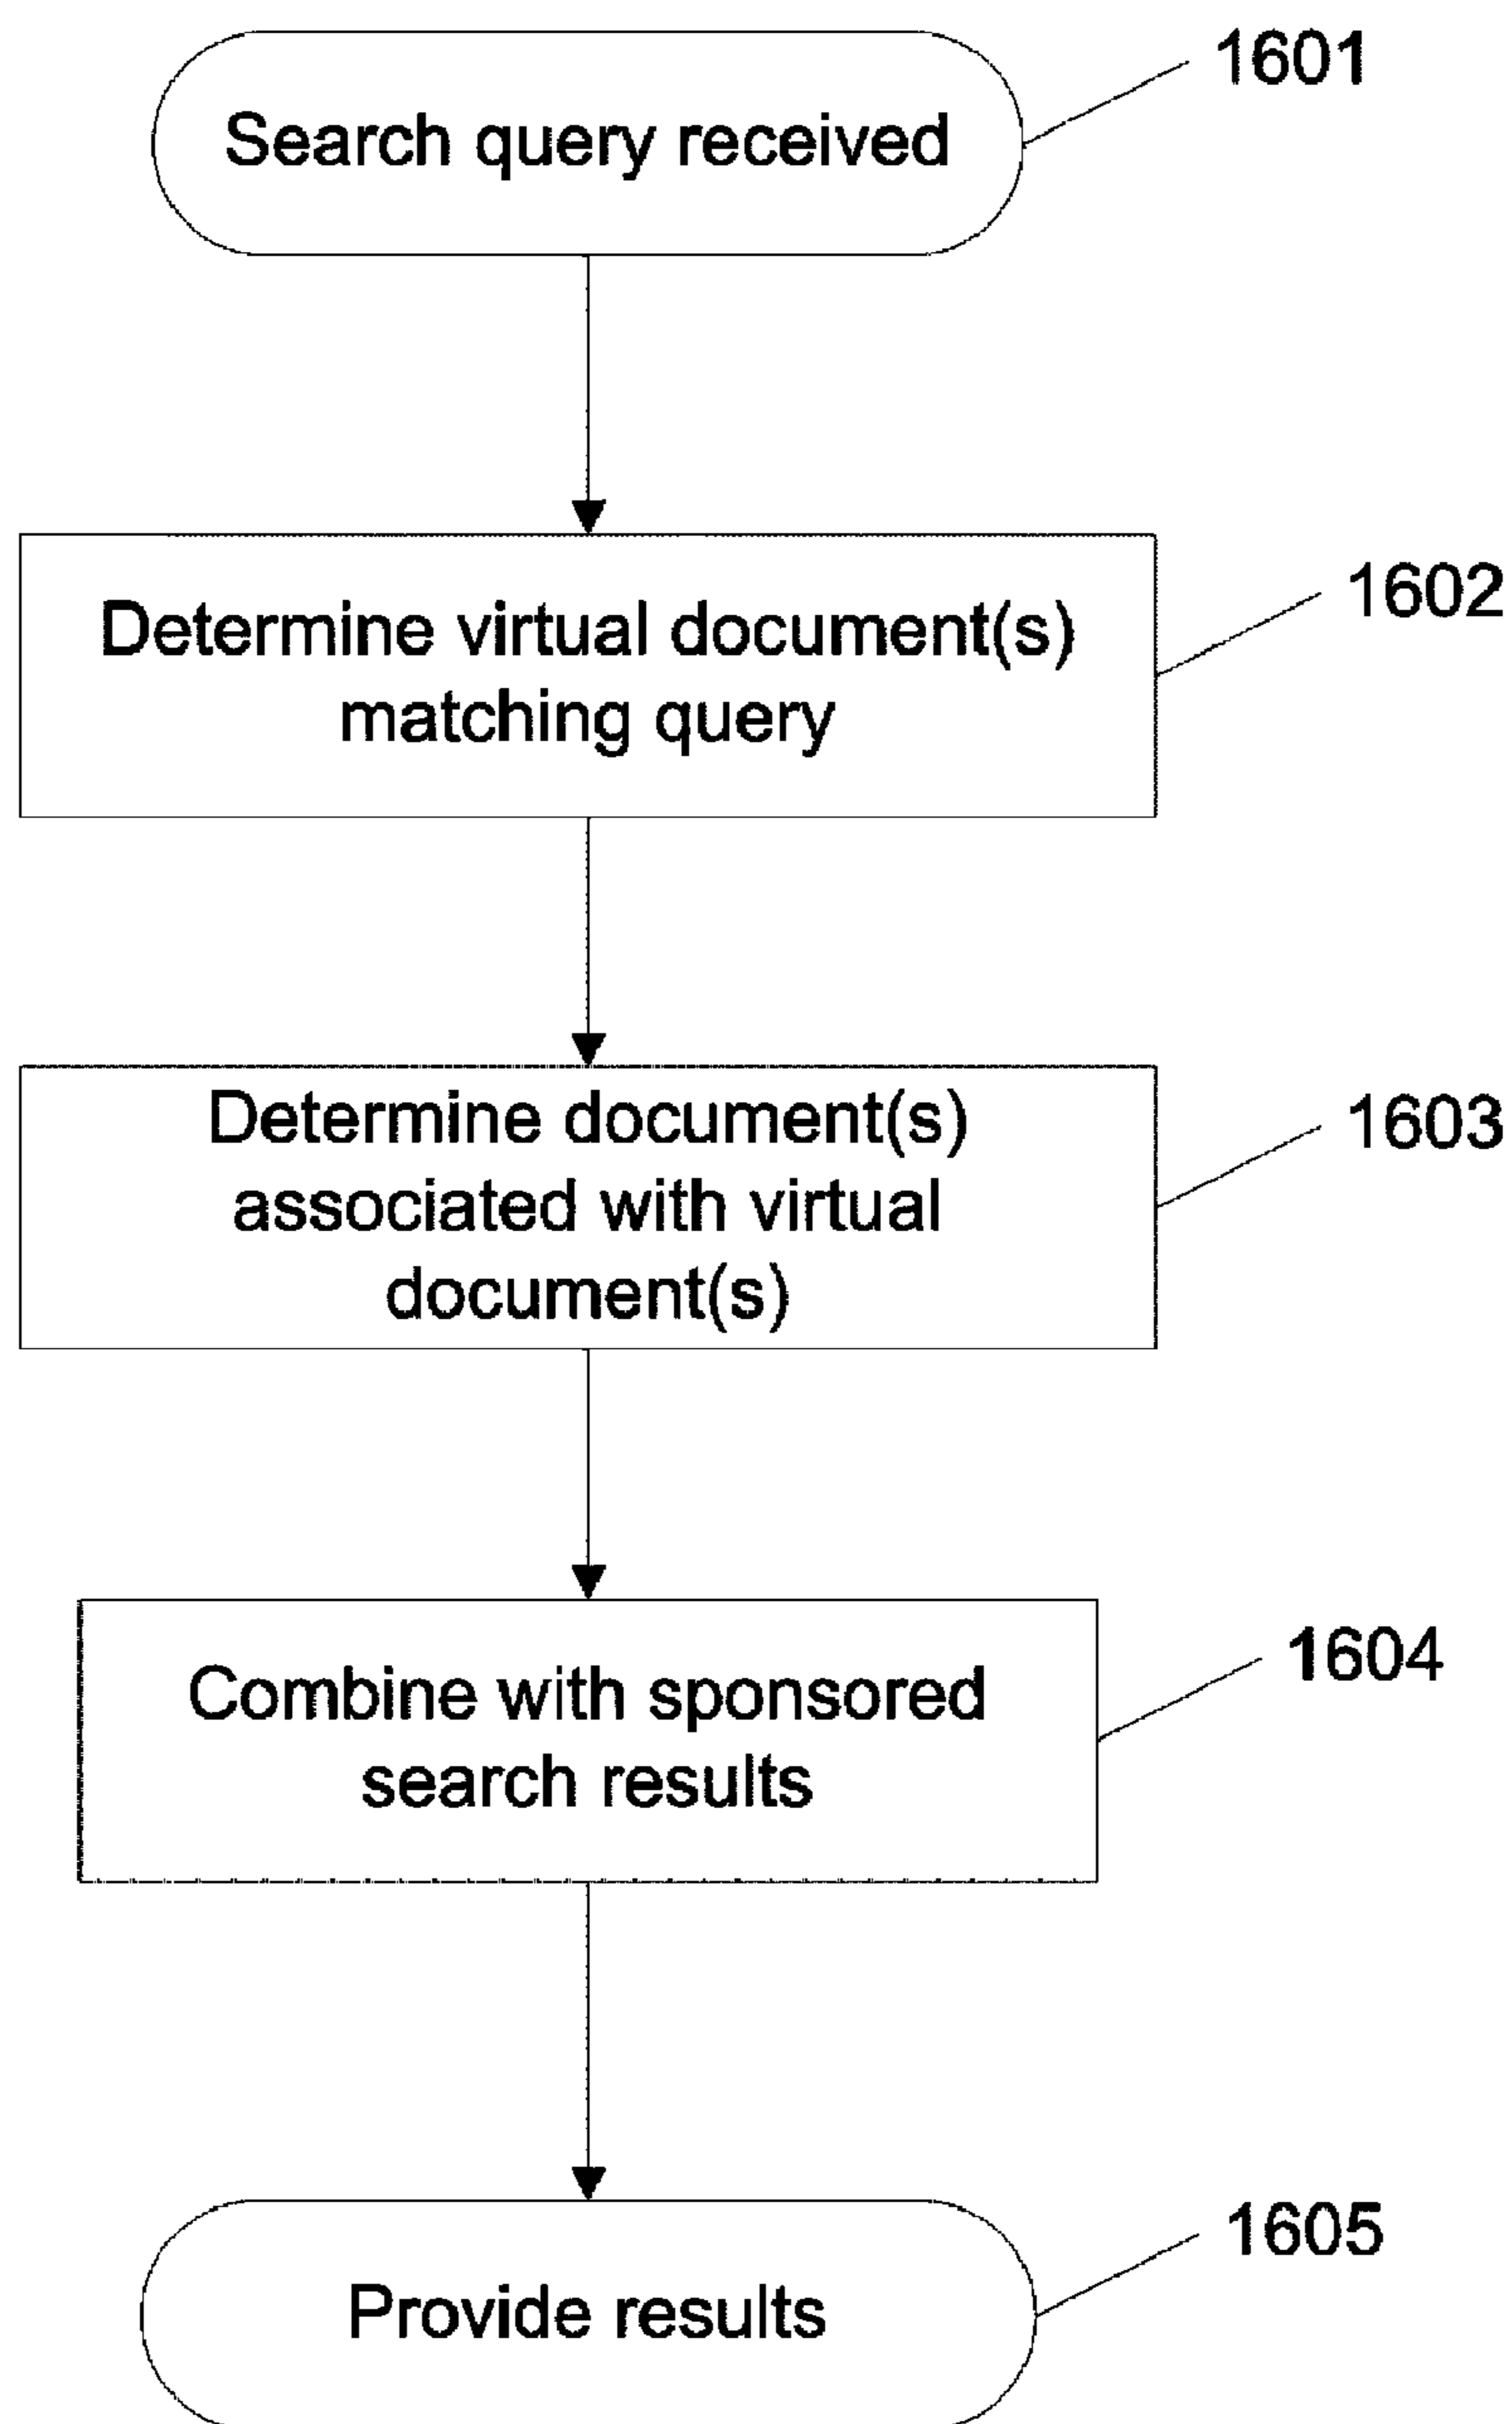 Search query received
1601
Determine virtual document(s)
matching query
1602
Determine document(s)
associated with virtual
document(s)
1603
Combine with sponsored
search results
1604
Provide results
1605